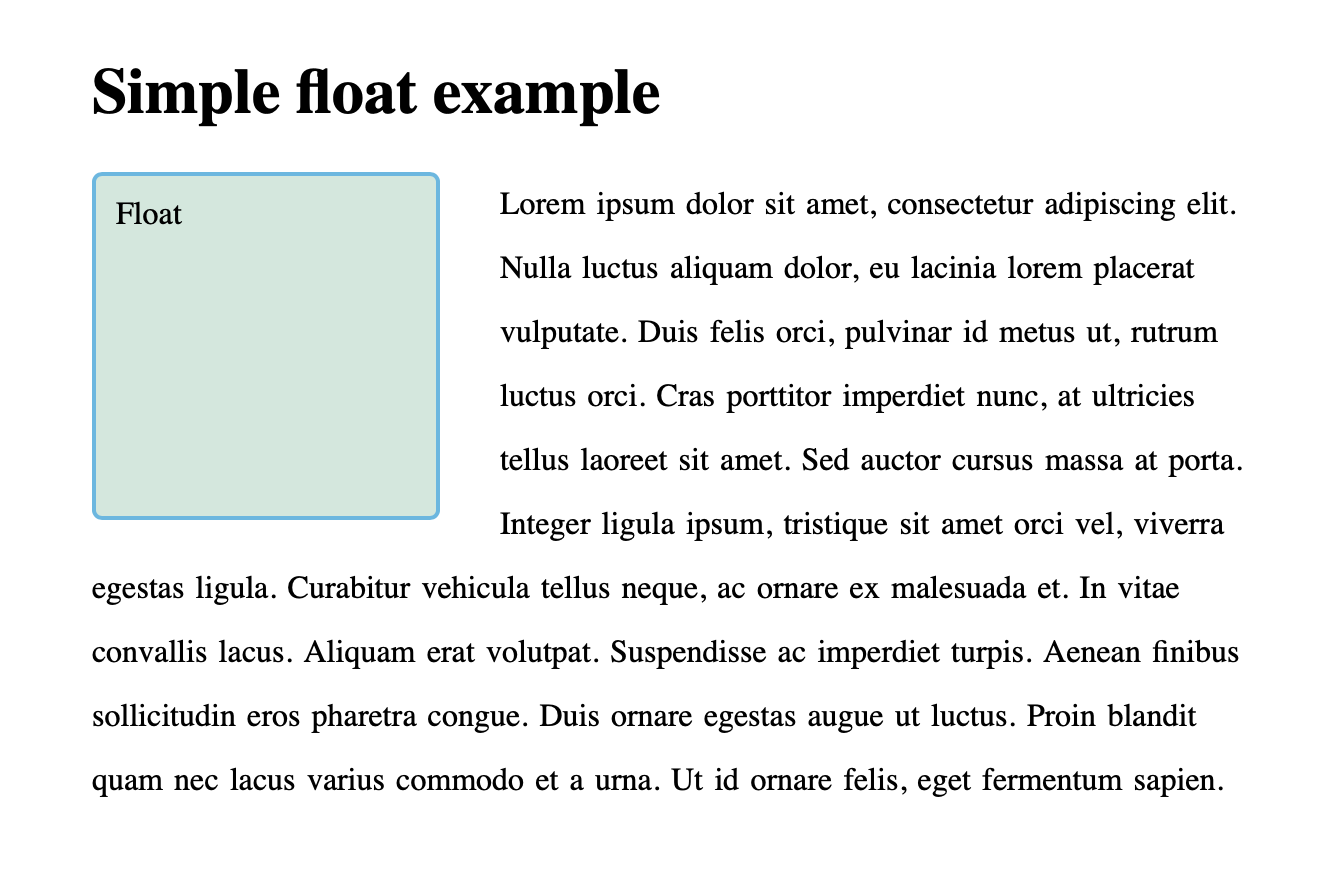 Simple float example
Float
Lorem ipsum dolor sit amet, consectetur adipiscing elit.
Nulla luctus aliquam dolor, eu lacinia lorem placerat
vulputate. Duis felis orci, pulvinar id metus ut, rutrum
luctus orci. Cras porttitor imperdiet nunc, at ultricies
tellus laoreet sit amet. Sed auctor cursus massa at porta.
Integer ligula ipsum, tristique sit amet orci vel, viverra
egestas ligula. Curabitur vehicula tellus neque, ac ornare ex malesuada et. In vitae
convallis lacus. Aliquam erat volutpat. Suspendisse ac imperdiet turpis. Aenean finibus
sollicitudin eros pharetra congue. Duis ornare egestas augue ut luctus. Proin blandit
quam nec lacus varius commodo et a urna. Ut id ornare felis, eget fermentum sapien.